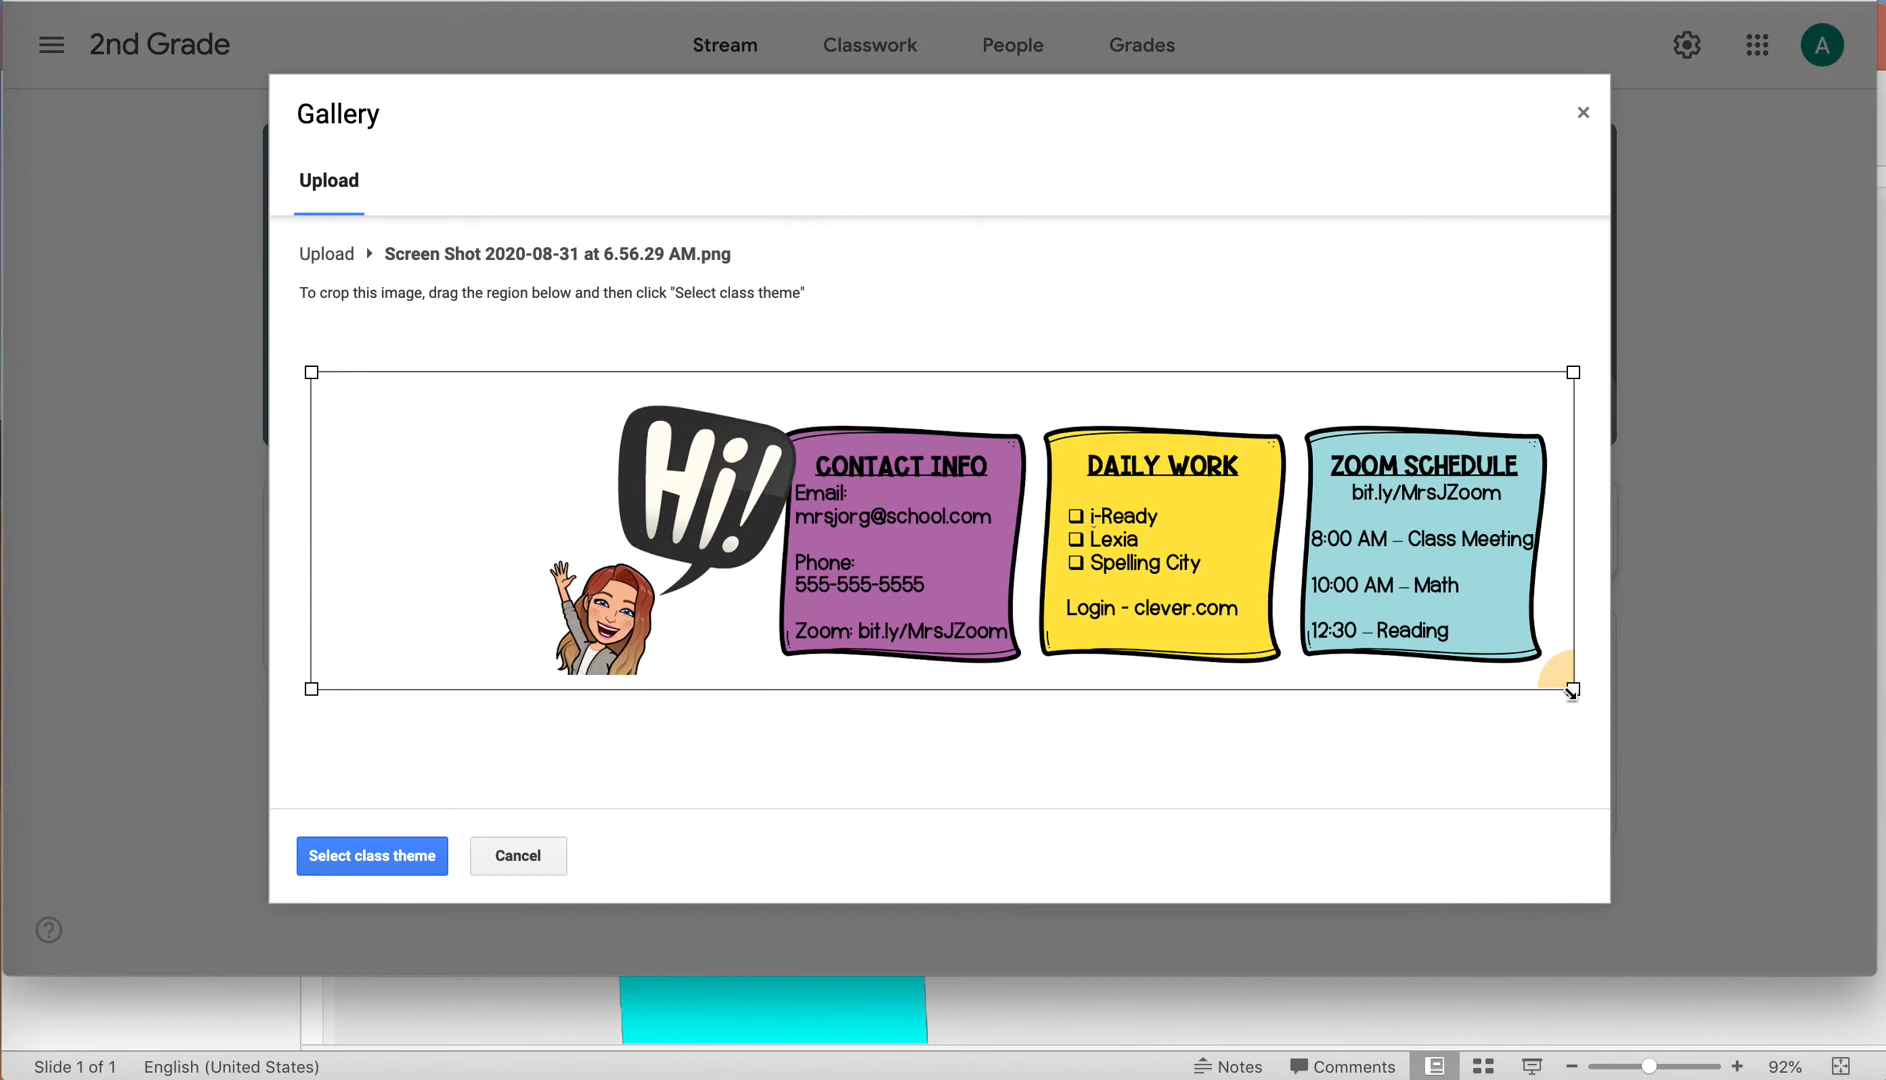 2nd Grade
Stream
Classwork
People
Grades
A
Gallery
×
Upload
Upload ▸ Screen Shot 2020-08-31 at 6.56.29 AM.png
To crop this image, drag the region below and then click "Select class theme"
Hi!
CONTACT INFO
Email:
mrsjorg@school.com
Phone:
555-555-5555
Zoom: bit.ly/MrsJZoom
DAILY WORK
❑ i-Ready
❑ Lexia
❑ Spelling City
Login - clever.com
ZOOM SCHEDULE
bit.ly/MrsJZoom
8:00 AM – Class Meeting
10:00 AM – Math
12:30 – Reading
Select class theme
Cancel
?
Slide 1 of 1
English (United States)
Notes
Comments
92%